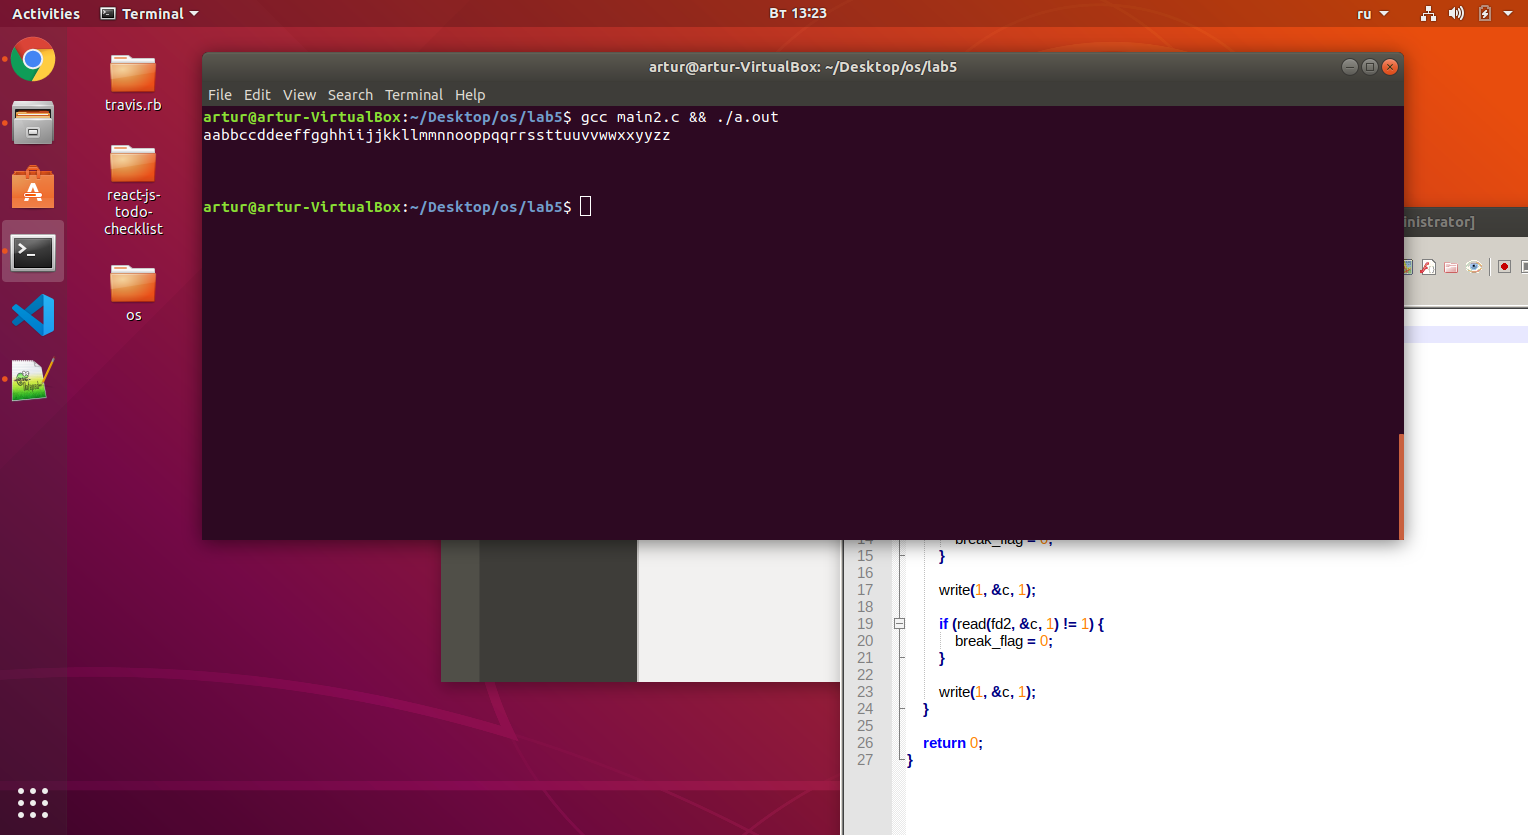 Activities
Terminal
Вт 13:23
ru
travis.rb
react-js-
todo-
checklist
os
artur@artur-VirtualBox: ~/Desktop/os/lab5
File Edit View Search Terminal Help
artur@artur-VirtualBox:~/Desktop/os/lab5$ gcc main2.c && ./a.out
aabbccddeeffgghhiijjkkllmmnnooppqqrrssttuuvvwwxxyyzz
artur@artur-VirtualBox:~/Desktop/os/lab5$
inistrator]
14 break_flag = 0;
15 }
16
17 write(1, &c, 1);
18
19 if (read(fd2, &c, 1) != 1) {
20 break_flag = 0;
21 }
22
23 write(1, &c, 1);
24 }
25
26 return 0;
27 }